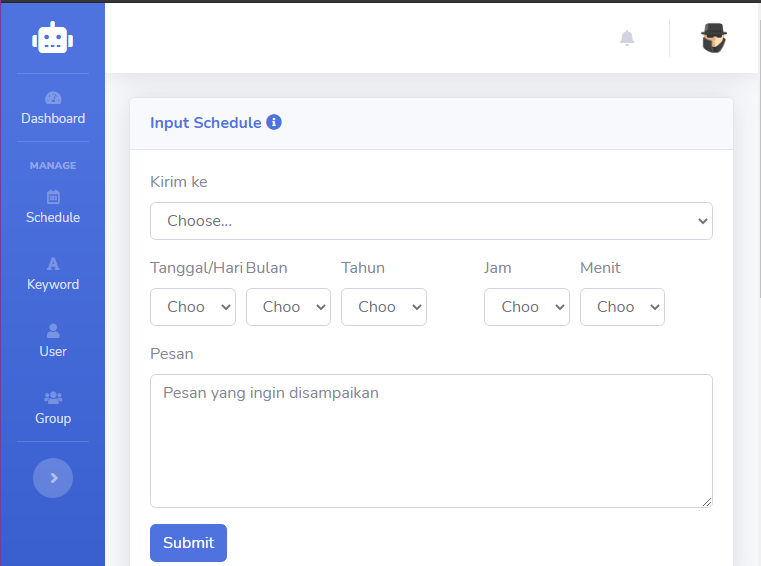 Dashboard
MANAGE
Schedule
Keyword
User
Group
Input Schedule
Kirim ke
Choose...
Tanggal/Hari Bulan Tahun Jam Menit
Choo Choo Choo Choo Choo
Pesan
Pesan yang ingin disampaikan
Submit